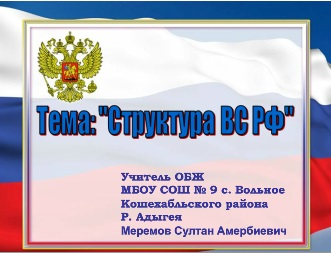 Тема: "Структура ВС РФ"
Учитель ОБЖ
МБОУ СОШ № 9 с. Вольное
Кошехабльского района
Р. Адыгея
Меремов Султан Амербиевич